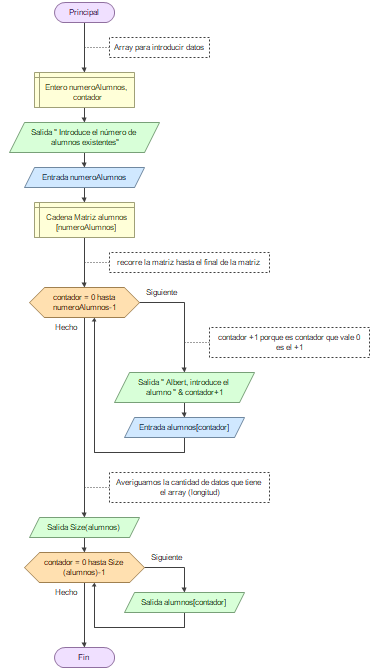 Principal
Array para introducir datos
Entero numeroAlumnos,
contador
Salida " Introduce el número de
alumnos existentes"
Entrada numeroAlumnos
Cadena Matriz alumnos
[numeroAlumnos]
recorre la matriz hasta el final de la matriz
contador = 0 hasta
numeroAlumnos-1
Siguiente
Hecho
contador +1 porque es contador que vale 0
es el +1
Salida " Albert, introduce el
alumno " & contador+1
Entrada alumnos[contador]
Averiguamos la cantidad de datos que tiene
el array (longitud)
Salida Size(alumnos)
contador = 0 hasta Size
(alumnos)-1
Siguiente
Hecho
Salida alumnos[contador]
Fin